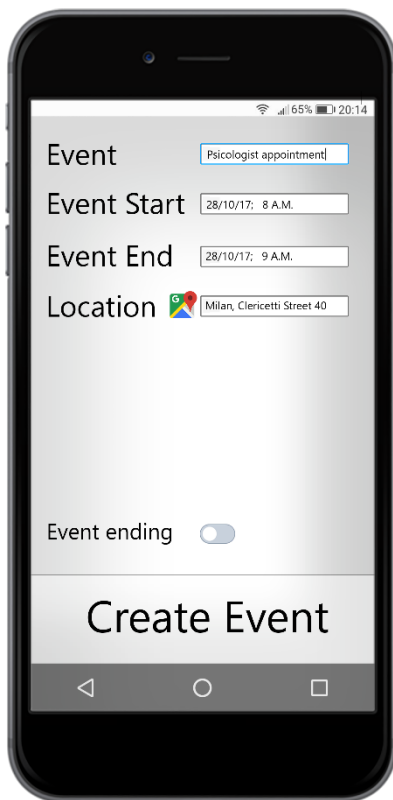 65% 20:14
Event Psicologist appointment
Event Start 28/10/17; 8 A.M.
Event End 28/10/17; 9 A.M.
Location G Milan, Clericetti Street 40
Event ending
Create Event